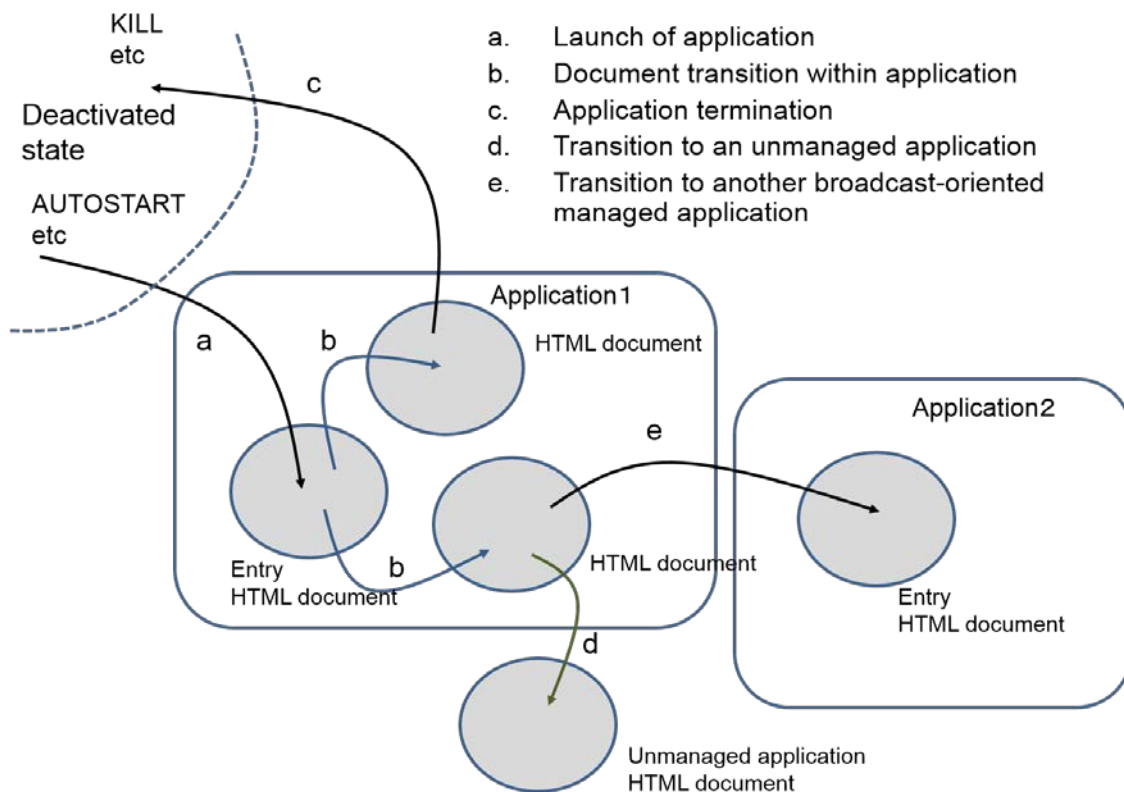 KILL
etc
Deactivated
state
AUTOSTART
etc
a. Launch of application
b. Document transition within application
c. Application termination
d. Transition to an unmanaged application
e. Transition to another broadcast-oriented
managed application
c
a
b
Application1
HTML document
e
Application2
Entry
HTML document
b
HTML document
d
Entry
HTML document
Unmanaged application
HTML document